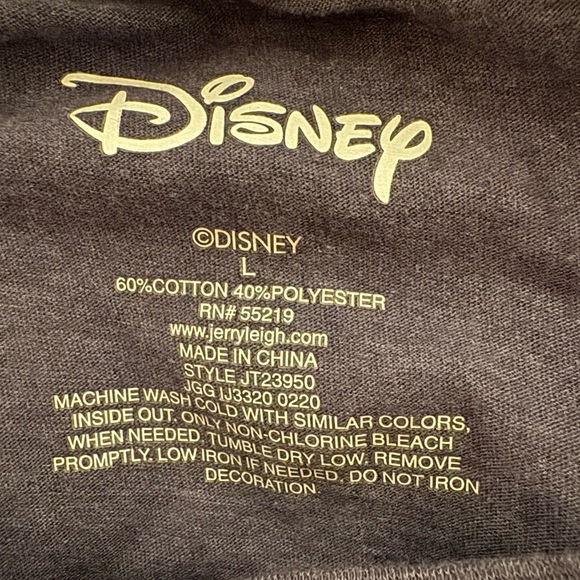 DISNEY
©DISNEY
L
60%COTTON 40%POLYESTER
RN# 55219
www.jerryleigh.com
MADE IN CHINA
STYLE JT23950
JGG IJ3320 0220
MACHINE WASH COLD WITH SIMILAR COLORS,
INSIDE OUT. ONLY NON-CHLORINE BLEACH
WHEN NEEDED. TUMBLE DRY LOW. REMOVE
PROMPTLY. LOW IRON IF NEEDED. DO NOT IRON
DECORATION.